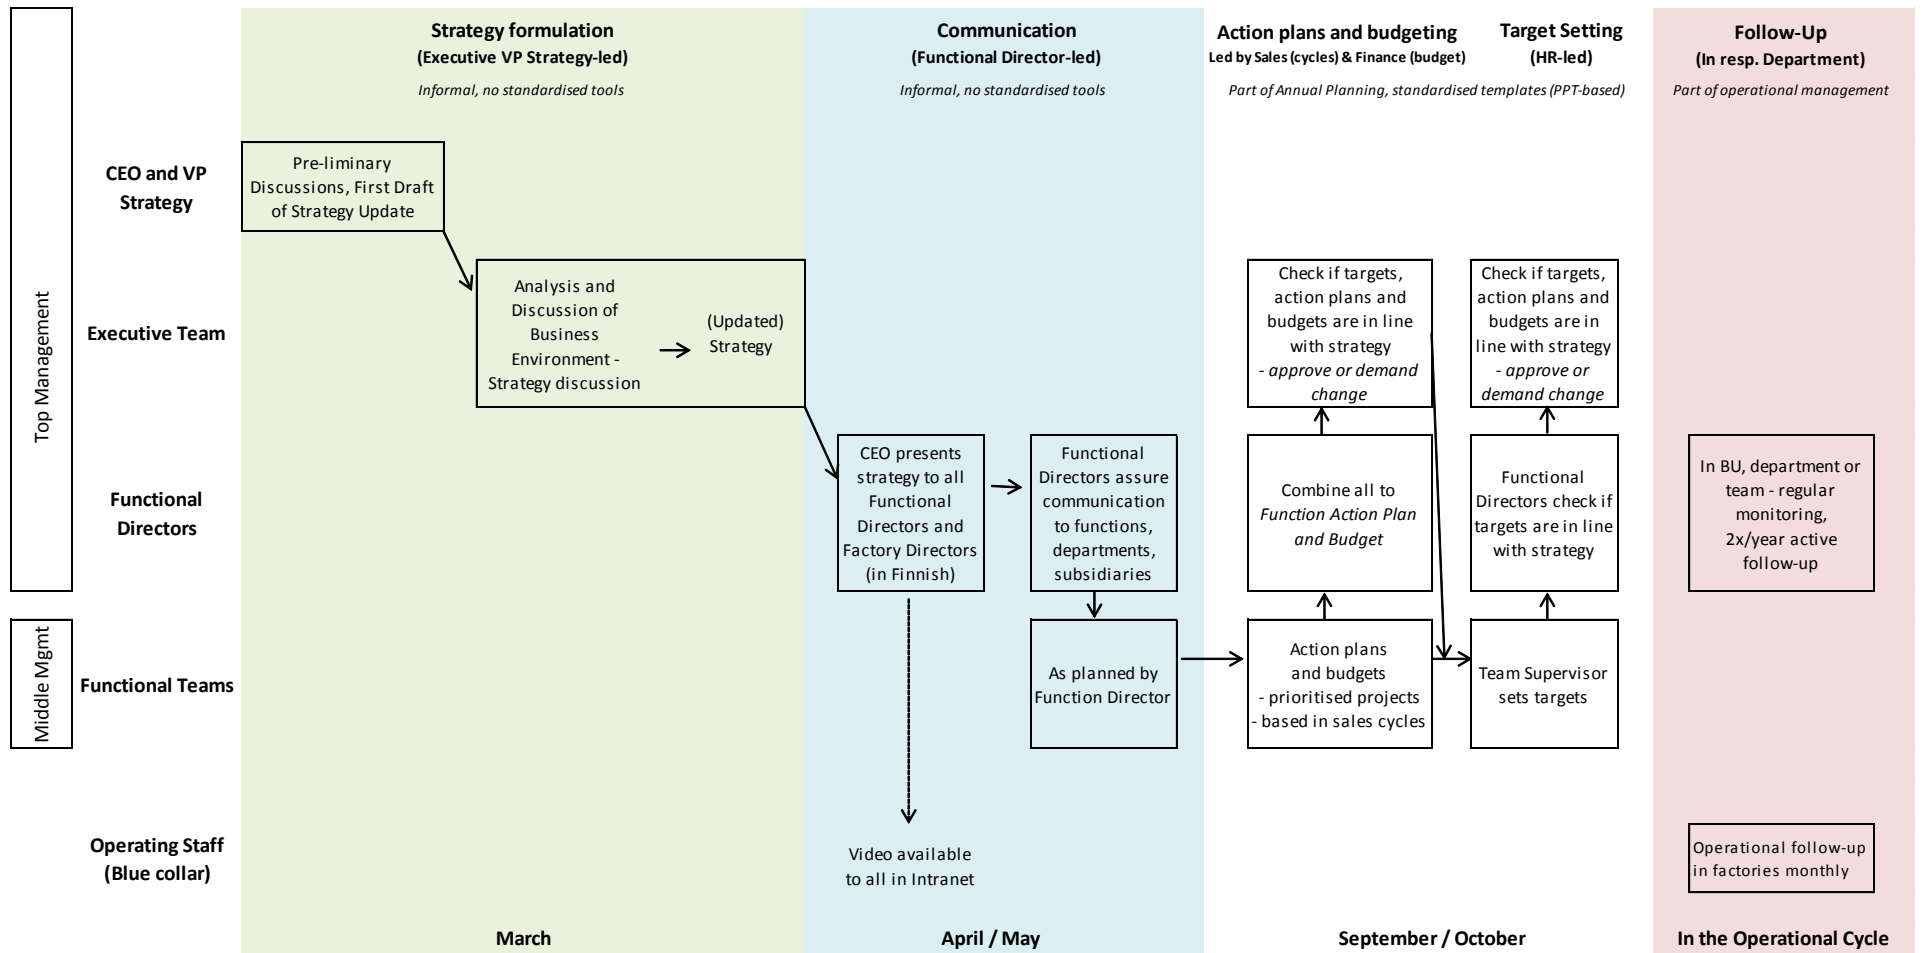 Strategy formulation
(Executive VP Strategy-led)
Informal, no standardised tools
Communication
(Functional Director-led)
Informal, no standardised tools
Action plans and budgeting
Led by Sales (cycles) & Finance (budget)
Target Setting
(HR-led)
Part of Annual Planning, standardised templates (PPT-based)
Follow-Up
(In resp. Department)
Part of operational management
Top Management
CEO and VP
Strategy
Pre-liminary
Discussions, First Draft
of Strategy Update
Executive Team
Analysis and
Discussion of
Business
Environment -
Strategy discussion
(Updated)
Strategy
Check if targets,
action plans and
budgets are in line
with strategy
- approve or demand
change
Check if targets,
action plans and
budgets are in
line with strategy
- approve or
demand change
Functional
Directors
CEO presents
strategy to all
Functional
Directors and
Factory Directors
(in Finnish)
Functional
Directors assure
communication
to functions,
departments,
subsidiaries
Combine all to
Function Action Plan
and Budget
Functional
Directors check if
targets are in line
with strategy
In BU, department or
team - regular
monitoring,
2x/year active
follow-up
Middle Mgmt
Functional Teams
As planned by
Function Director
Action plans
and budgets
- prioritised projects
- based in sales cycles
Team Supervisor
sets targets
Operating Staff
(Blue collar)
Video available
to all in Intranet
Operational follow-up
in factories monthly
March
April / May
September / October
In the Operational Cycle